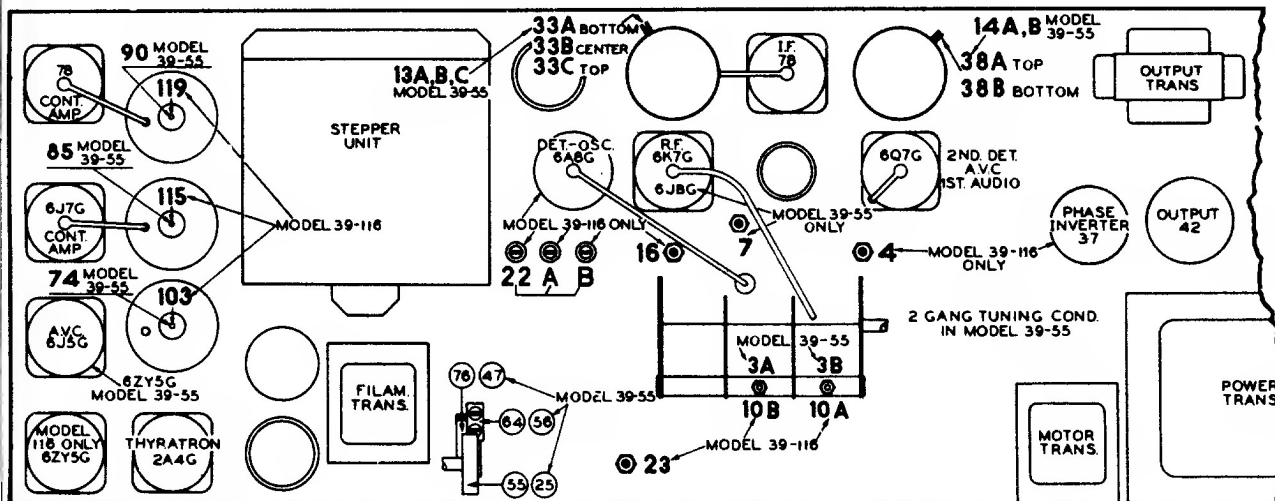 90 MODEL
39-55
78
CONT.
AMP
119
85 MODEL
39-55
6J7G
CONT.
AMP
115
MODEL 39-116
74 MODEL
39-55
103
A.V.C.
6J5G
6ZY5G
MODEL 39-55
MODEL
116 ONLY
6ZY5G
THYRATRON
2A4G
STEPPER
UNIT
FILAM.
TRANS.
33A BOTTOM
33B CENTER
33C TOP
13A,B,C
MODEL 39-55
I.F.
78
14A,B MODEL
39-55
38A TOP
38B BOTTOM
OUTPUT
TRANS
DET.-OSC.
6A8G
R.F.
6K7G
6J8G
6Q7G
2ND. DET.
A.V.C
1ST. AUDIO
MODEL 39-116 ONLY
MODEL 39-55
ONLY
22 A B
16
7
4
MODEL 39-116
ONLY
PHASE
INVERTER
37
OUTPUT
42
2 GANG TUNING COND.
IN MODEL 39-55
MODEL 39-55
3A 3B
10B 10A
MODEL 39-116
23
76 47
MODEL 39-55
64 56
55 25
MOTOR
TRANS.
POWER
TRANS